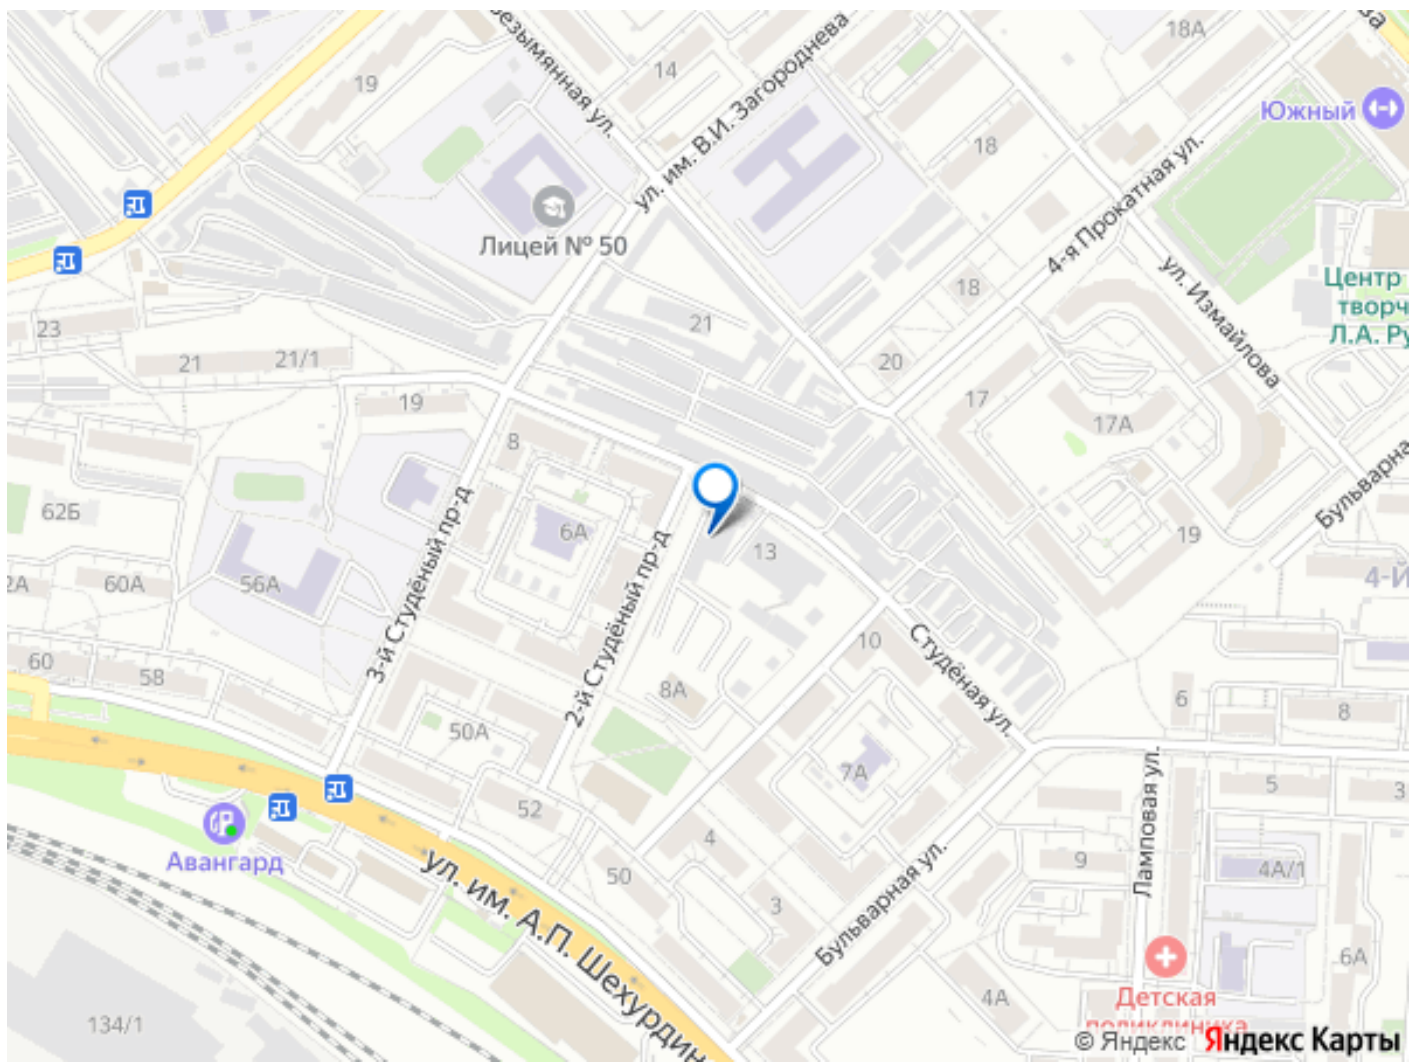 18А
ва
Безымянная ул.
ул. им. В.И. Загороднева
14
19
Южный
18
4-я Прокатная ул.
Лицей № 50
ул. Измайлова
Центр
творч
Л.А. Ру
18
21
23
21
21/1
20
19
17
17А
8
Бульварна
62Б
6А
13
19
2А
60А
56А
4-й
3-й Студёный пр-д
2-й Студёный пр-д
10
Студёная ул.
60
58
8А
6
8
50А
7А
Ламповая ул.
5
3
52
4
Авангард
ул. им. А.П. Шехурдин
50
9
4А/1
3
Бульварная ул.
6А
4А
Детская
поликлиника
134/1
© Яндекс Яндекс Карты